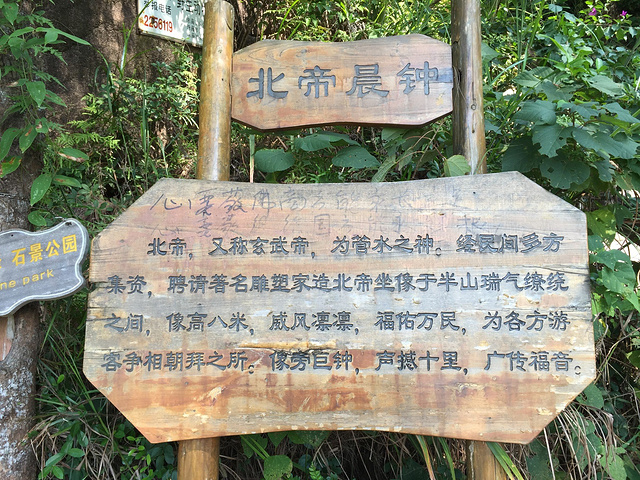 2256119
北帝晨钟
石景公园
ne park
北帝，又称玄武帝，为管水之神。经民间多方
集资，聘请著名雕塑家造北帝坐像于半山瑞气缭绕
之间，像高八米，威风凛凛，福佑万民，为各方游
客争相朝拜之所。像旁巨钟，声撼十里，广传福音。